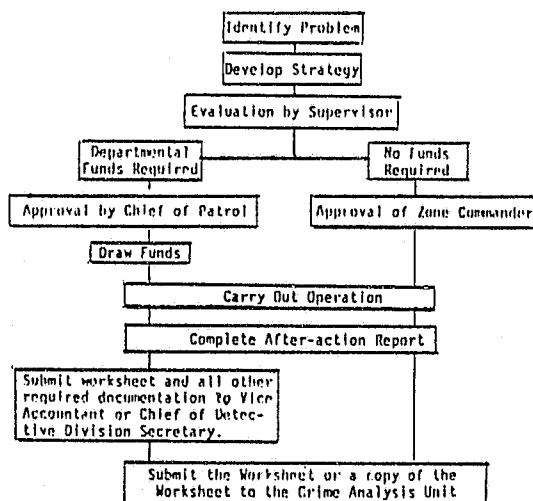 Identify Problem
Develop Strategy
Evaluation by Supervisor
Departmental
Funds Required
No Funds
Required
Approval by Chief of Patrol
Approval of Zone Commander
Draw Funds
Carry Out Operation
Complete After-action Report
Submit worksheet and all other
required documentation to Vice
Accountant or Chief of Detec-
tive Division Secretary.
Submit the Worksheet or a copy of the
Worksheet to the Crime Analysis Unit